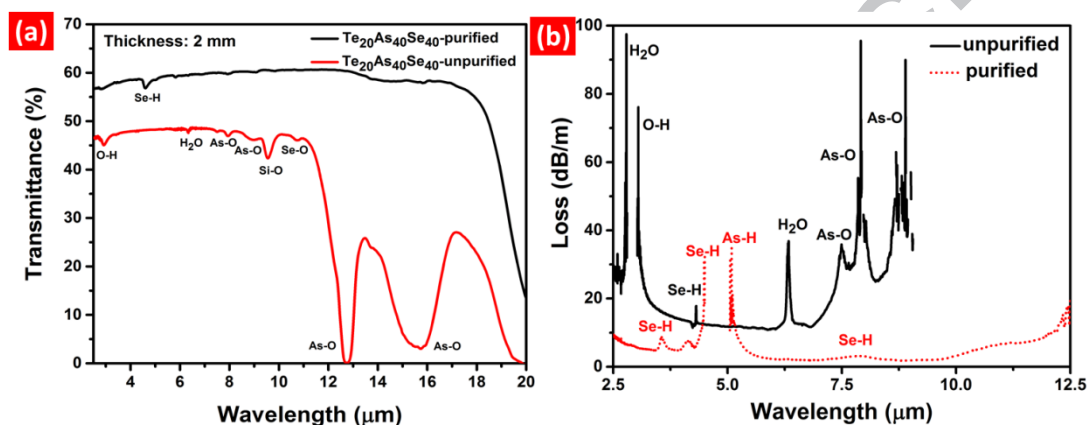 (a)
Thickness: 2 mm
Te20As40Se40-purified
Te20As40Se40-unpurified
Se-H
O-H
H2O
As-O
As-O
Si-O
Se-O
As-O
As-O
Transmittance (%)
70
60
50
40
30
20
10
0
4 6 8 10 12 14 16 18 20
Wavelength (μm)
(b)
unpurified
purified
H2O
O-H
Se-H
H2O
As-O
As-O
As-O
Se-H
Se-H
As-H
Se-H
Loss (dB/m)
100
80
60
40
20
0
2.5 5.0 7.5 10.0 12.5
Wavelength (μm)